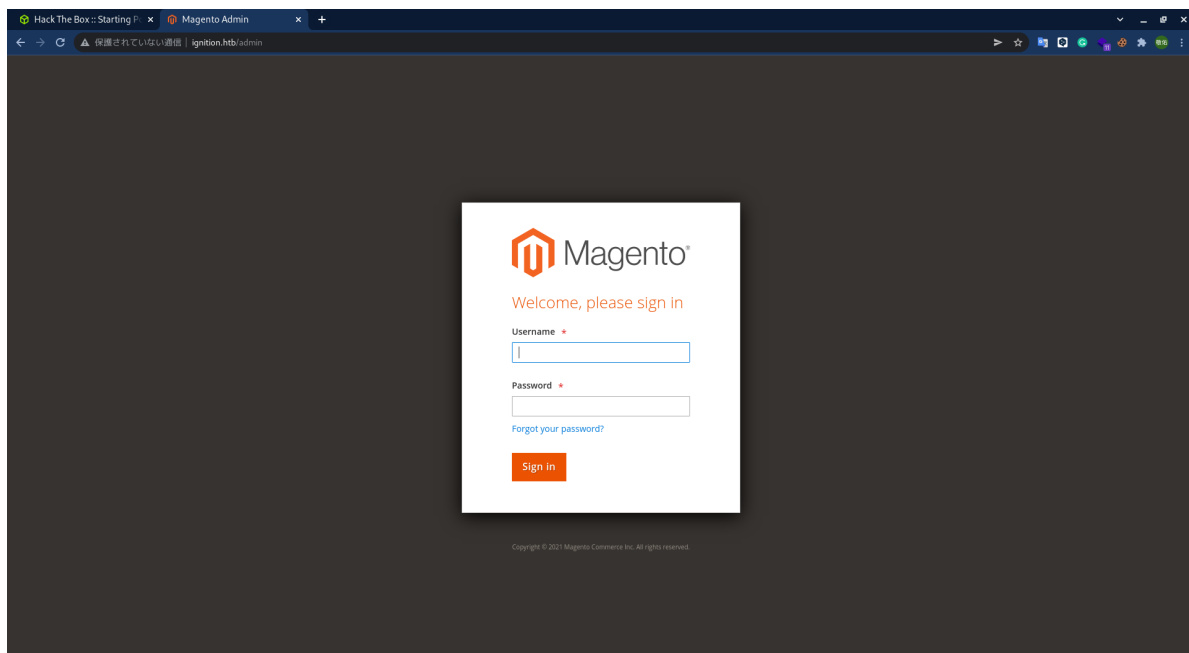 Hack The Box :: Starting P
Magento Admin
保護されていない通信 | ignition.htb/admin
11
Magento®
Welcome, please sign in
Username *
Password *
Forgot your password?
Sign in
Copyright © 2021 Magento Commerce Inc. All rights reserved.